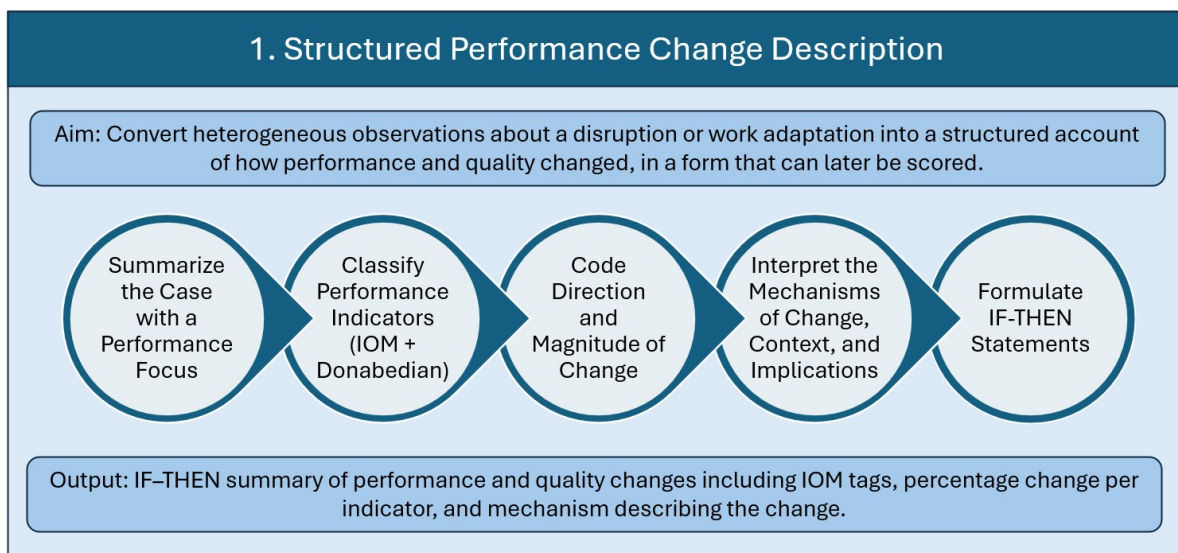 1. Structured Performance Change Description
Aim: Convert heterogeneous observations about a disruption or work adaptation into a structured account
of how performance and quality changed, in a form that can later be scored.
Summarize
the Case
with a
Performance
Focus
Classify
Performance
Indicators
(IOM +
Donabedian)
Code
Direction
and
Magnitude of
Change
Interpret the
Mechanisms
of Change,
Context, and
Implications
Formulate
IF-THEN
Statements
Output: IF–THEN summary of performance and quality changes including IOM tags, percentage change per
indicator, and mechanism describing the change.